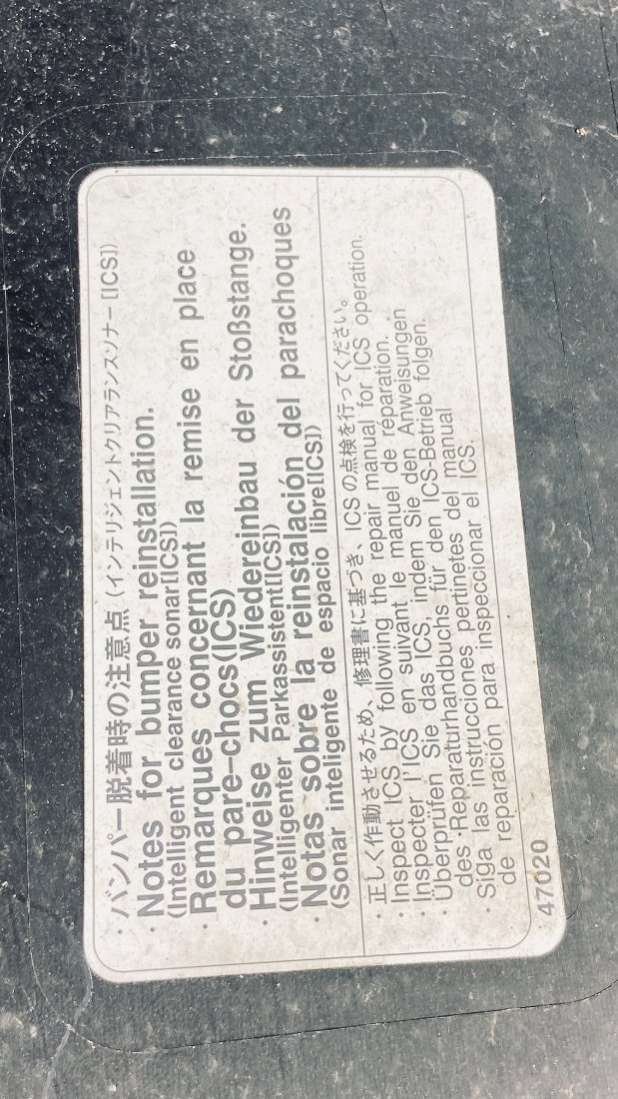 ・バンパー脱着時の注意点（インテリジェントクリアランスソナー[ICS]）
・Notes for bumper reinstallation.
(Intelligent clearance sonar[ICS])
・Remarques concernant la remise en place
du pare-chocs(ICS)
・Hinweise zum Wiedereinbau der Stoßstange.
(Intelligenter Parkassistent[ICS])
・Notas sobre la reinstalación del parachoques
(Sonar inteligente de espacio libre[ICS])
・正しく作動させるため、修理書に基づき、ICSの点検を行ってください。
・Inspect ICS by following the repair manual for ICS operation.
・Inspecter l'ICS en suivant le manuel de réparation.
・Überprüfen Sie das ICS, indem Sie den Anweisungen
des ·Reparaturhandbuchs für den ICS-Betrieb folgen.
・Siga las instrucciones pertinetes del manual
de reparación para inspeccionar el ICS.
47020